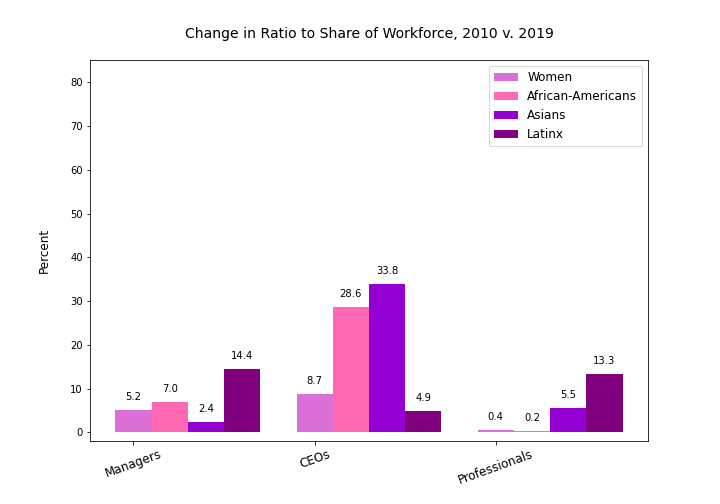 Change in Ratio to Share of Workforce, 2010 v. 2019
Women
African-Americans
Asians
Latinx
Percent
80
70
60
50
40
30
20
10
0
5.2
7.0
2.4
14.4
8.7
28.6
33.8
4.9
0.4
0.2
5.5
13.3
Managers
CEOs
Professionals